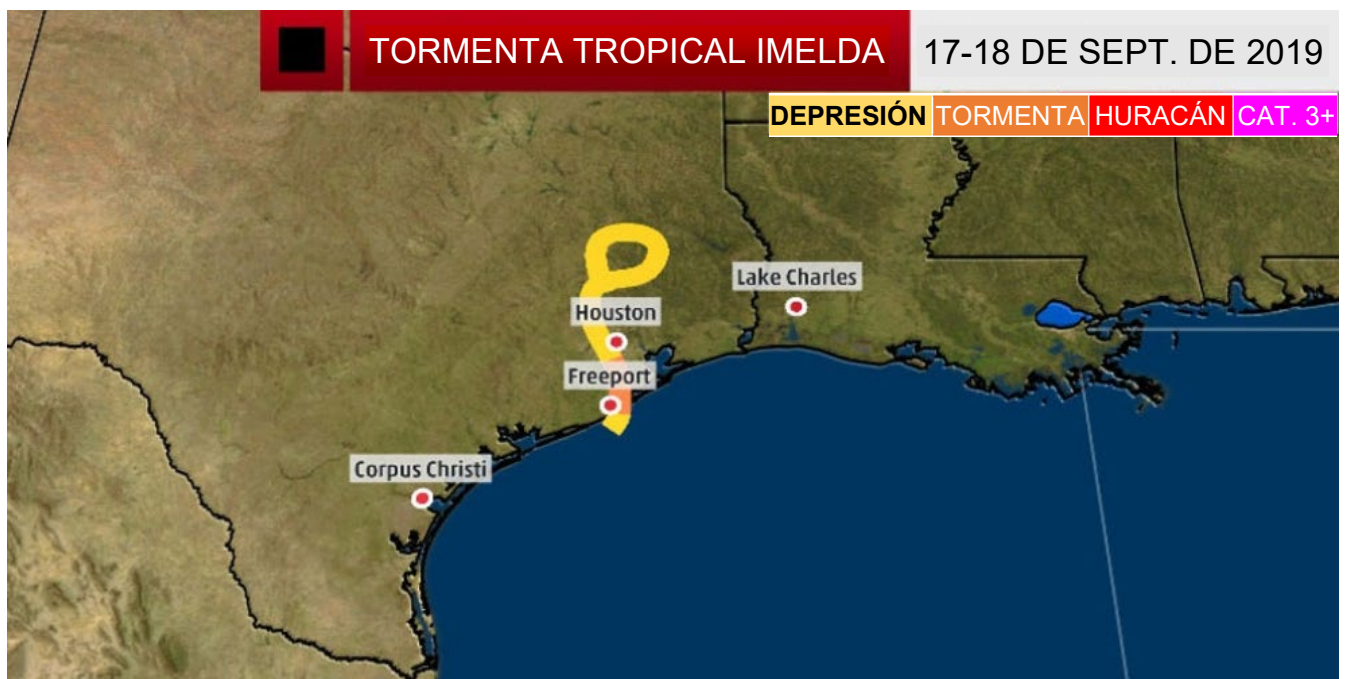 TORMENTA TROPICAL IMELDA 17-18 DE SEPT. DE 2019
DEPRESIÓN TORMENTA HURACÁN CAT. 3+
Lake Charles
Houston
Freeport
Corpus Christi